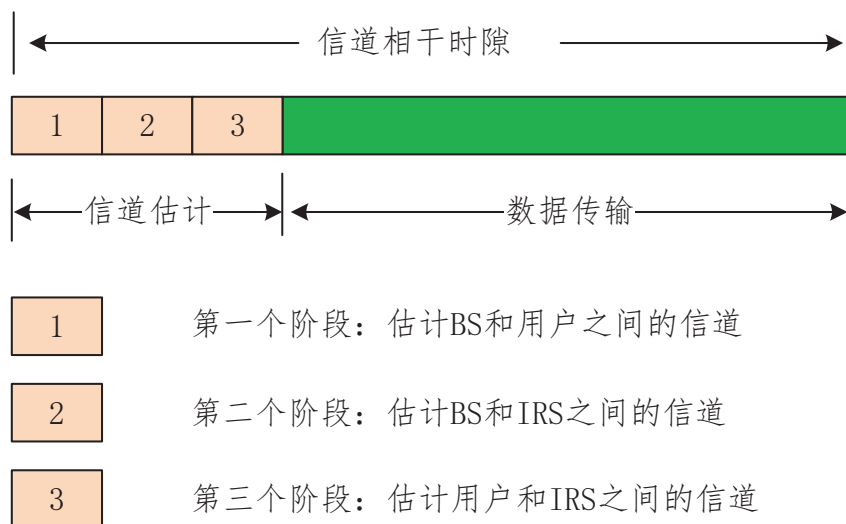 信道相干时隙
1 2 3
信道估计 数据传输
1 第一个阶段：估计BS和用户之间的信道
2 第二个阶段：估计BS和IRS之间的信道
3 第三个阶段：估计用户和IRS之间的信道